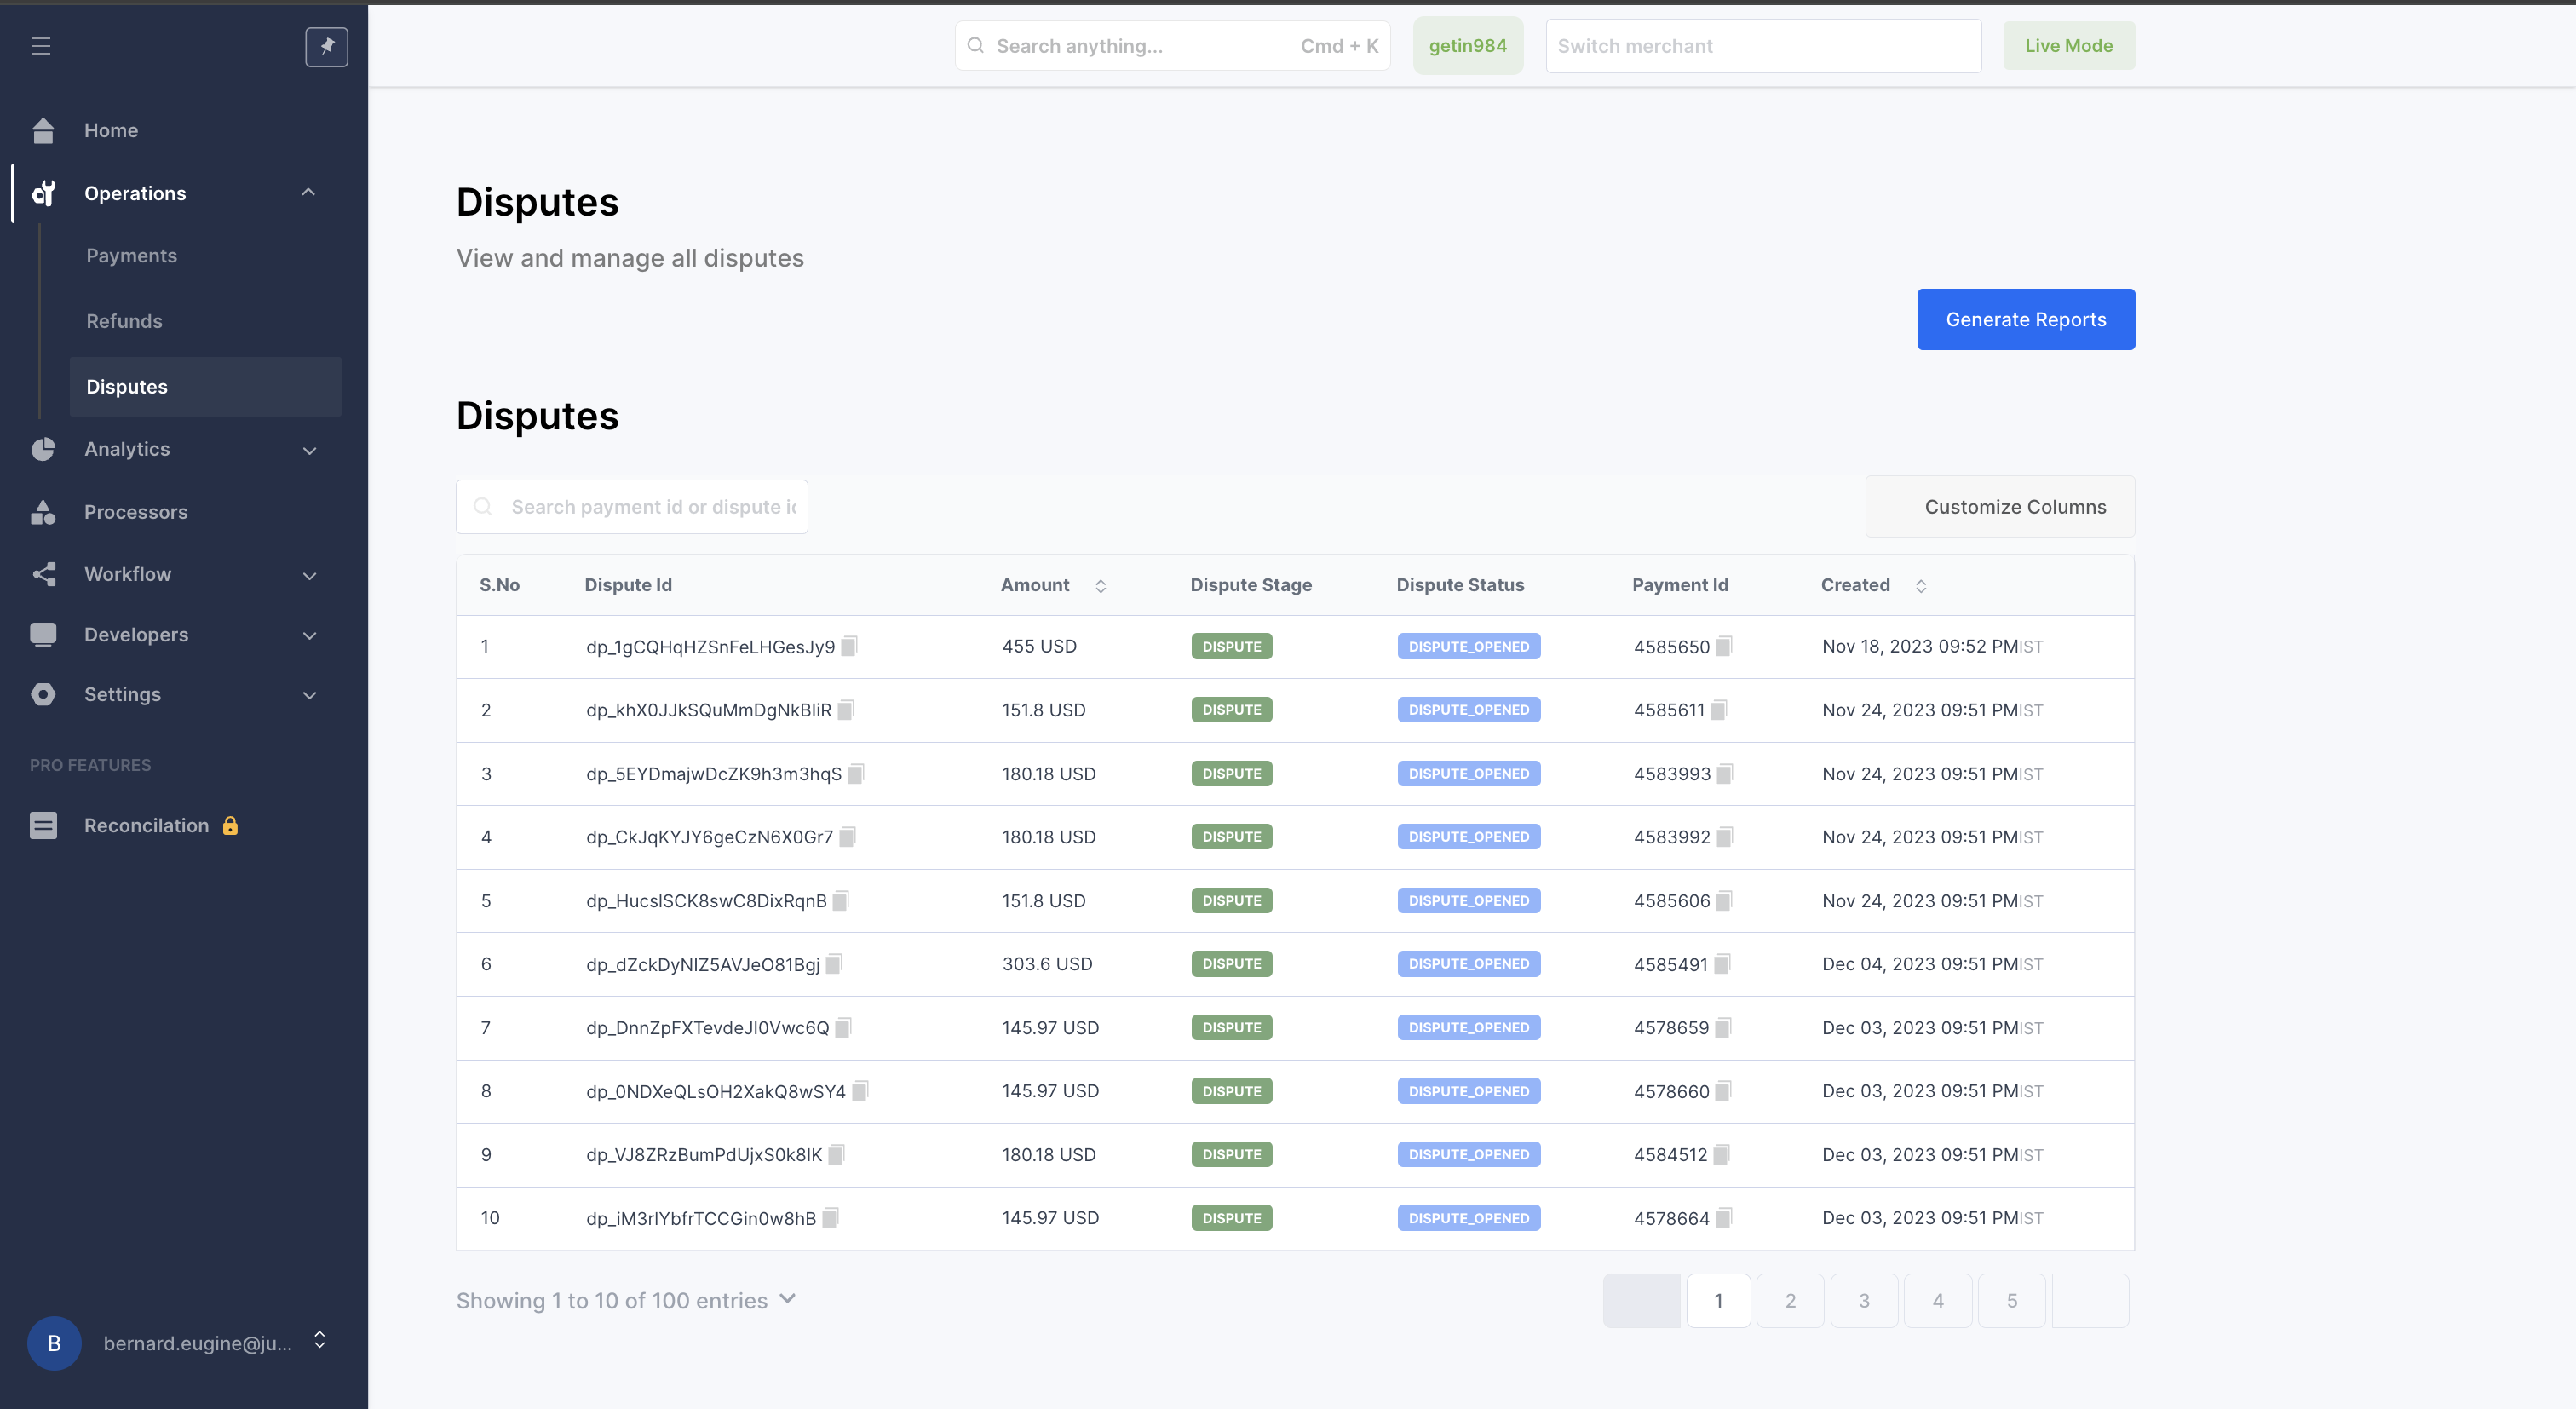 Search anything... Cmd + K getin984 Switch merchant Live Mode
Home
Operations
Payments
Refunds
Disputes
Analytics
Processors
Workflow
Developers
Settings
PRO FEATURES
Reconcilation
B bernard.eugine@ju...
Disputes
View and manage all disputes
Generate Reports
Disputes
Search payment id or dispute ic
Customize Columns
S.No Dispute Id Amount Dispute Stage Dispute Status Payment Id Created
1 dp_1gCQHqHZSnFeLHGesJy9 455 USD DISPUTE DISPUTE_OPENED 4585650 Nov 18, 2023 09:52 PMIST
2 dp_khX0JJkSQuMmDgNkBIiR 151.8 USD DISPUTE DISPUTE_OPENED 4585611 Nov 24, 2023 09:51 PMIST
3 dp_5EYDmajwDcZK9h3m3hqS 180.18 USD DISPUTE DISPUTE_OPENED 4583993 Nov 24, 2023 09:51 PMIST
4 dp_CkJqKYJY6geCzN6X0Gr7 180.18 USD DISPUTE DISPUTE_OPENED 4583992 Nov 24, 2023 09:51 PMIST
5 dp_HucsISCK8swC8DixRqnB 151.8 USD DISPUTE DISPUTE_OPENED 4585606 Nov 24, 2023 09:51 PMIST
6 dp_dZckDyNIZ5AVJeO81Bgj 303.6 USD DISPUTE DISPUTE_OPENED 4585491 Dec 04, 2023 09:51 PMIST
7 dp_DnnZpFXTevdeJI0Vwc6Q 145.97 USD DISPUTE DISPUTE_OPENED 4578659 Dec 03, 2023 09:51 PMIST
8 dp_0NDXeQLsOH2XakQ8wSY4 145.97 USD DISPUTE DISPUTE_OPENED 4578660 Dec 03, 2023 09:51 PMIST
9 dp_VJ8ZRzBumPdUjxS0k8IK 180.18 USD DISPUTE DISPUTE_OPENED 4584512 Dec 03, 2023 09:51 PMIST
10 dp_iM3rIYbfrTCCGin0w8hB 145.97 USD DISPUTE DISPUTE_OPENED 4578664 Dec 03, 2023 09:51 PMIST
Showing 1 to 10 of 100 entries 1 2 3 4 5